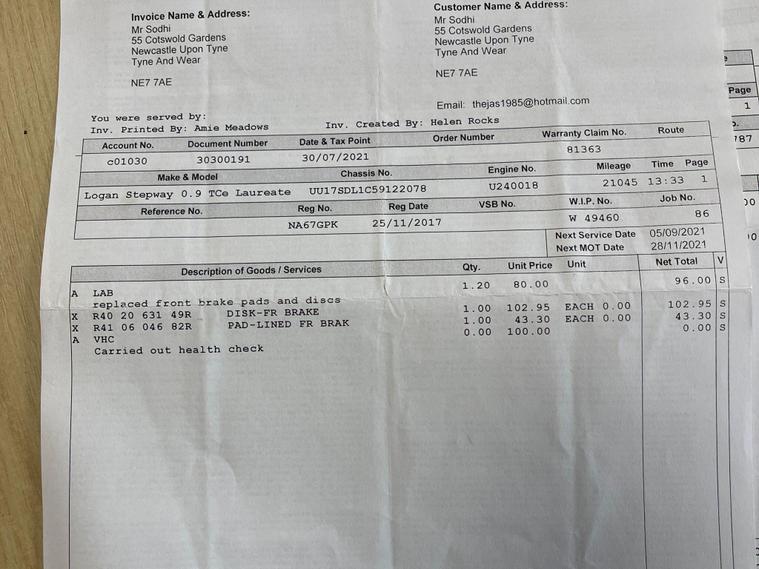 Invoice Name & Address:
Mr Sodhi
55 Cotswold Gardens
Newcastle Upon Tyne
Tyne And Wear
NE7 7AE
Customer Name & Address:
Mr Sodhi
55 Cotswold Gardens
Newcastle Upon Tyne
Tyne and Wear
NE7 7AE
Email: thejas1985@hotmail.com
You were served by:
Inv. Printed By: Amie Meadows Inv. Created By: Helen Rocks
Account No. Document Number Date & Tax Point Order Number Warranty Claim No. Route
c01030 30300191 30/07/2021 81363
Make & Model Chassis No. Engine No. Mileage Time Page
Logan Stepway 0.9 TCe Laureate UU17SDL1C59122078 U240018 21045 13:33 1
Reference No. Reg No. Reg Date VSB No. W.I.P. No. Job No.
NA67GPK 25/11/2017 W 49460 86
Next Service Date 05/09/2021
Next MOT Date 28/11/2021
Description of Goods / Services Qty. Unit Price Unit Net Total V
A LAB 1.20 80.00 96.00 S
replaced front brake pads and discs
X R40 20 631 49R DISK-FR BRAKE 1.00 102.95 EACH 0.00 102.95 S
X R41 06 046 82R PAD-LINED FR BRAK 1.00 43.30 EACH 0.00 43.30 S
A VHC 0.00 100.00 0.00 S
Carried out health check
Page
1
787